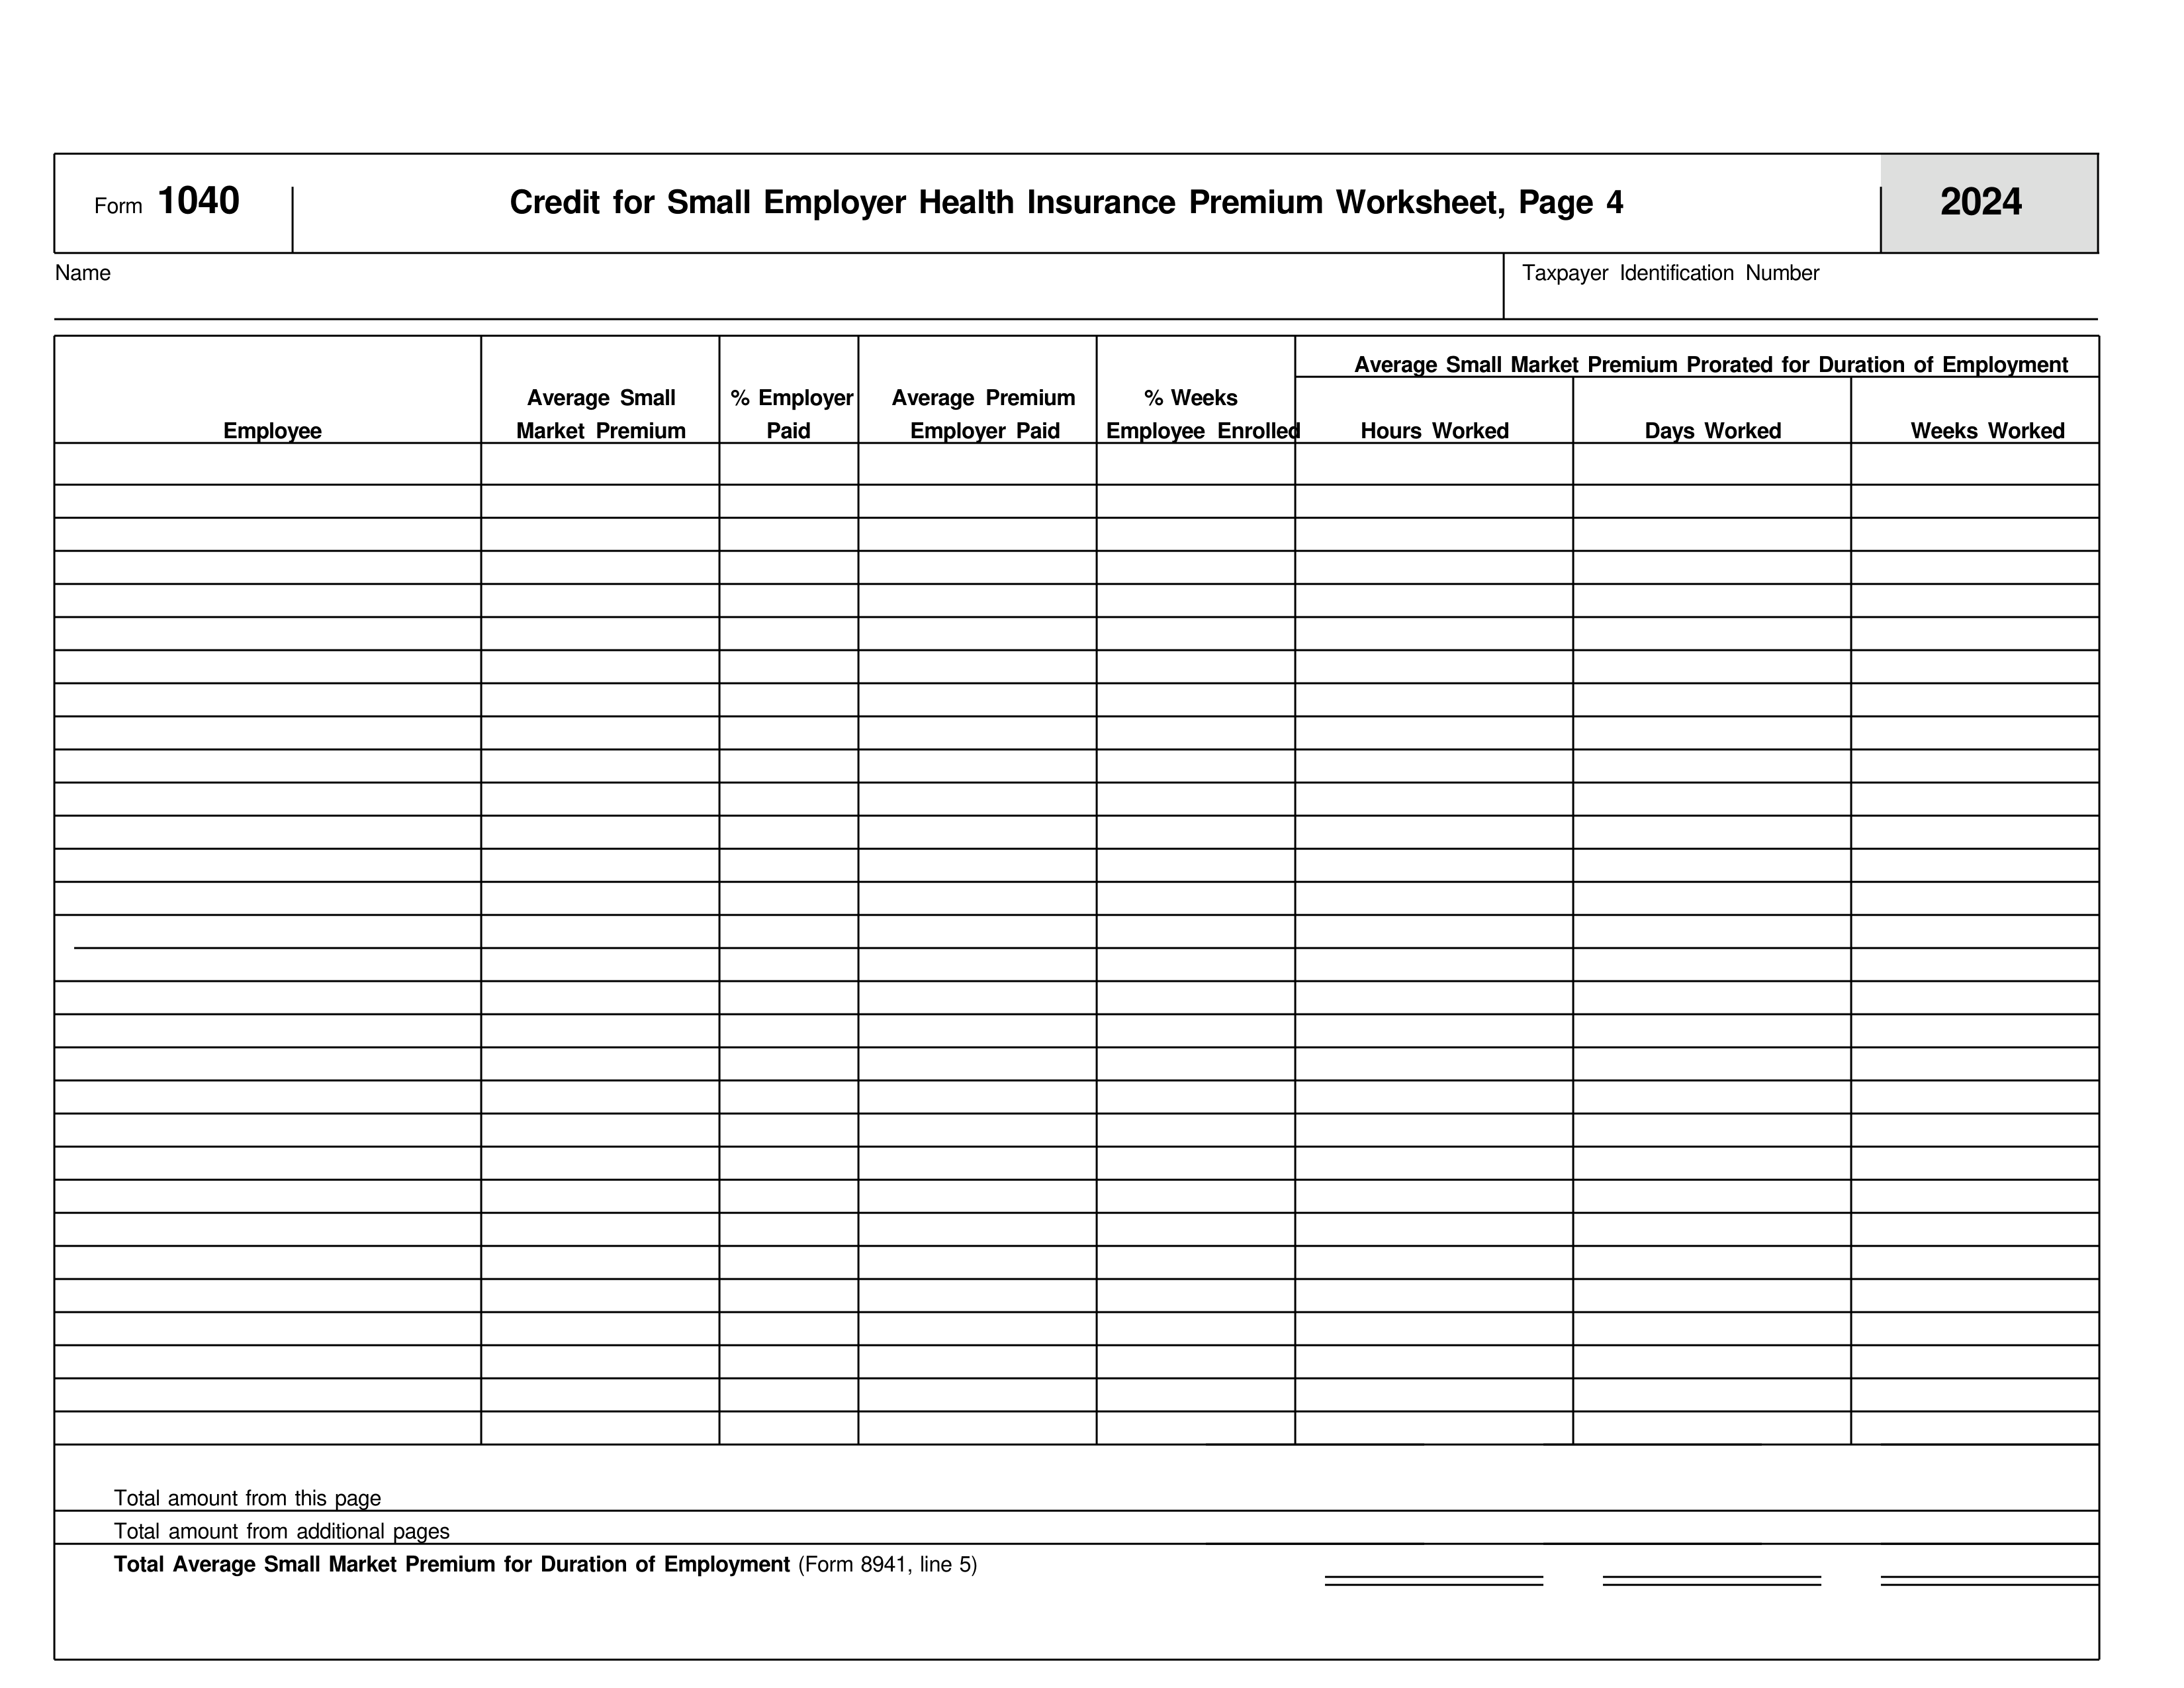 Form 1040
Credit for Small Employer Health Insurance Premium Worksheet, Page 4
2024
Name
Taxpayer Identification Number
Average Small Market Premium Prorated for Duration of Employment
Average Small % Employer Average Premium % Weeks
Employee Market Premium Paid Employer Paid Employee Enrolled Hours Worked Days Worked Weeks Worked
Total amount from this page
Total amount from additional pages
Total Average Small Market Premium for Duration of Employment (Form 8941, line 5)